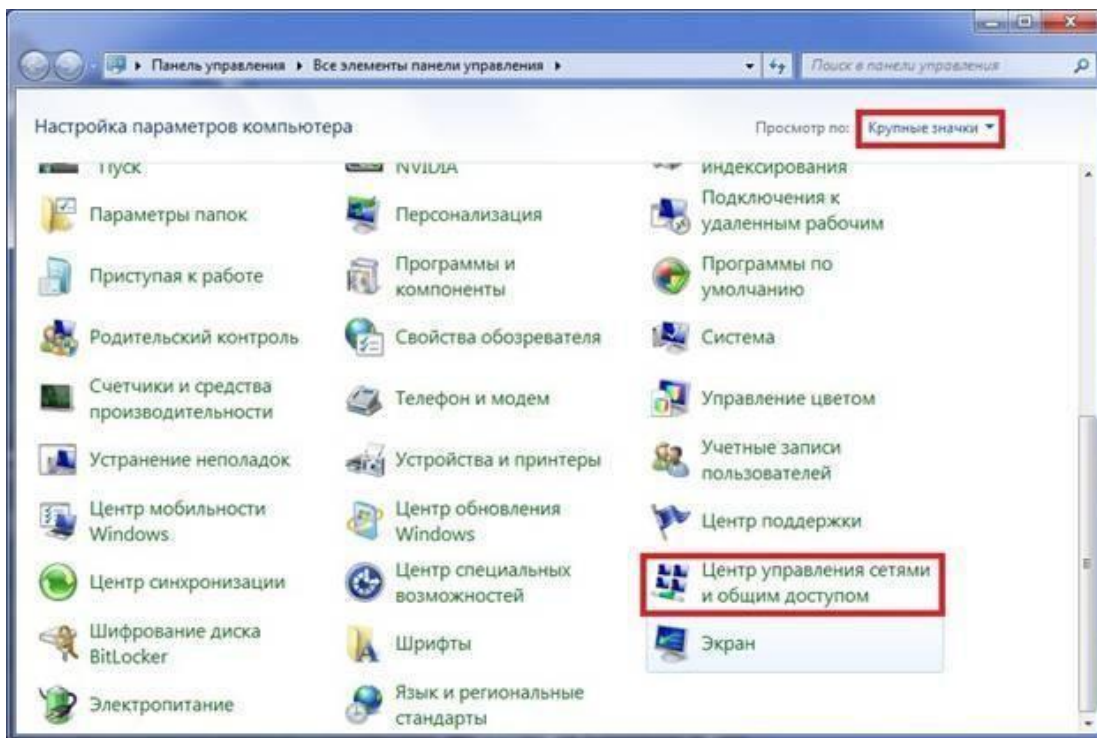 Панель управления ▸ Все элементы панели управления ▸
Поиск в панели управления
Настройка параметров компьютера
Просмотр по: Крупные значки
Пуск
NVIDIA
индексирования
Параметры папок
Персонализация
Подключения к
удаленным рабочим
Приступая к работе
Программы и
компоненты
Программы по
умолчанию
Родительский контроль
Свойства обозревателя
Система
Счетчики и средства
производительности
Телефон и модем
Управление цветом
Устранение неполадок
Устройства и принтеры
Учетные записи
пользователей
Центр мобильности
Windows
Центр обновления
Windows
Центр поддержки
Центр синхронизации
Центр специальных
возможностей
Центр управления сетями
и общим доступом
Шифрование диска
BitLocker
Шрифты
Экран
Электропитание
Язык и региональные
стандарты